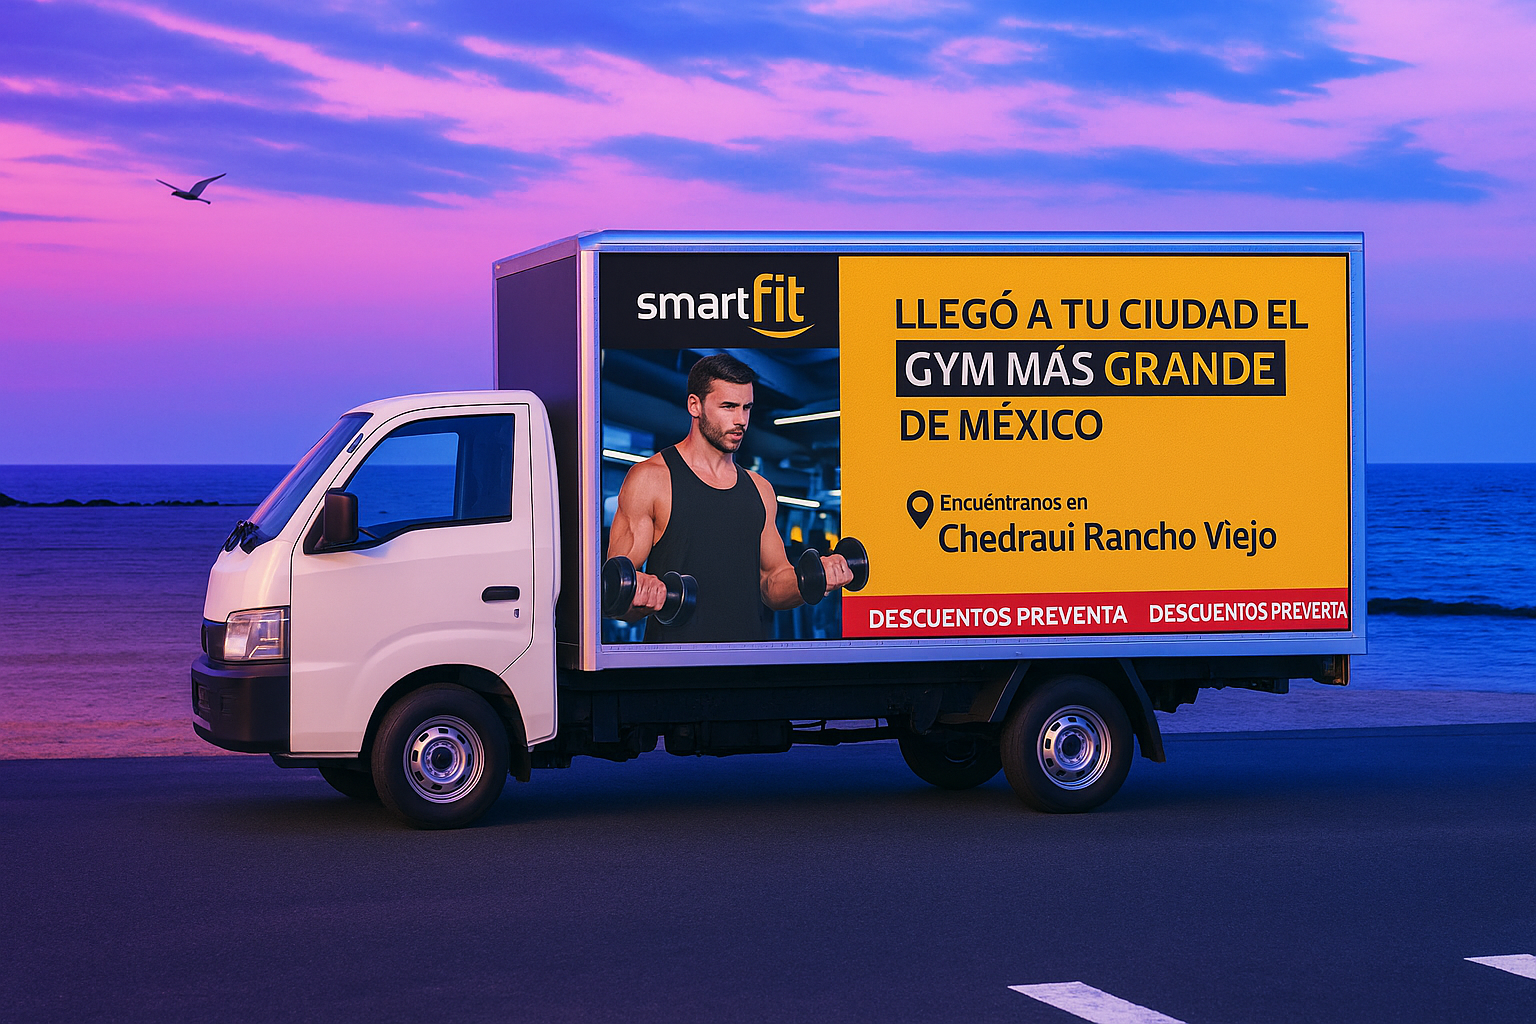 smartfit
LLEGÓ A TU CIUDAD EL
GYM MÁS GRANDE
DE MÉXICO
Encuéntranos en
Chedraui Rancho Vìejo
DESCUENTOS PREVENTA DESCUENTOS PREVERTA